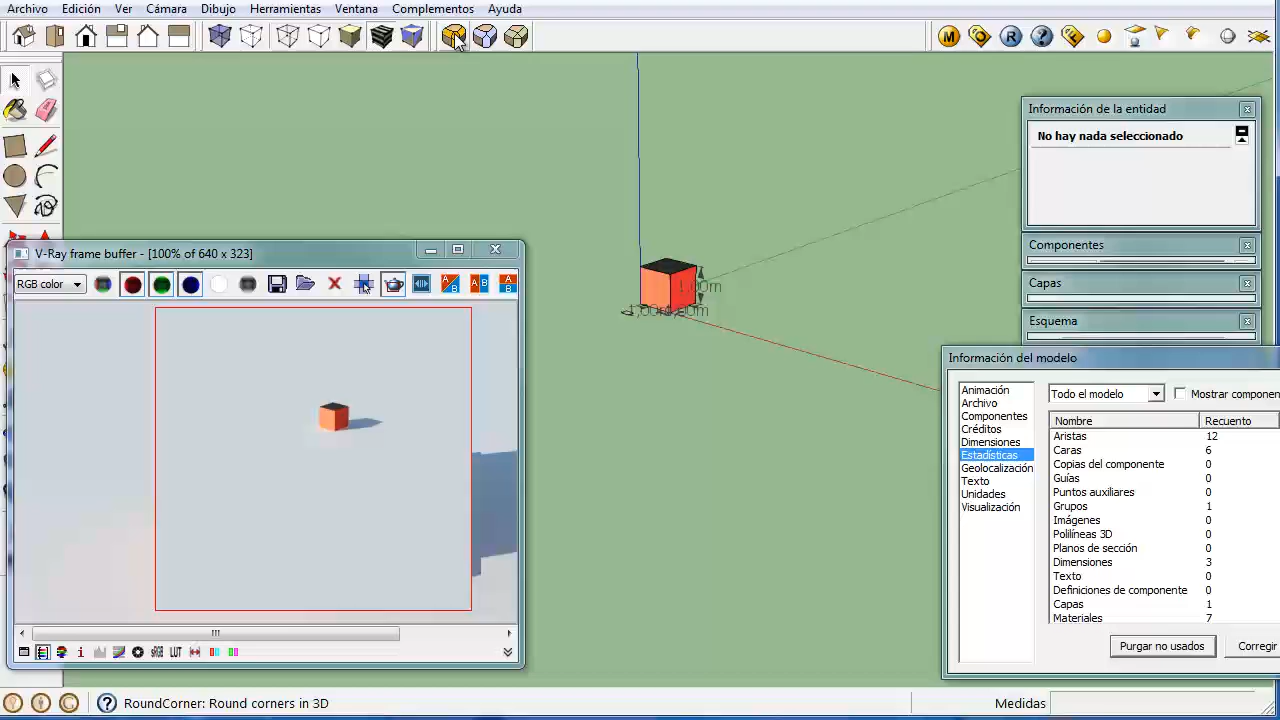 Archivo Edición Ver Cámara Dibujo Herramientas Ventana Complementos Ayuda
M R
Información de la entidad
No hay nada seleccionado
Componentes
Capas
Esquema
V-Ray frame buffer - [100% of 640 x 323]
RGB color
A B
A B
A B
sRGB LUT
Información del modelo
Animación
Archivo
Componentes
Créditos
Dimensiones
Estadísticas
Geolocalización
Texto
Unidades
Visualización
Todo el modelo Mostrar componen
Nombre Recuento
Aristas 12
Caras 6
Copias del componente 0
Guías 0
Puntos auxiliares 0
Grupos 1
Imágenes 0
Polilíneas 3D 0
Planos de sección 0
Dimensiones 3
Texto 0
Definiciones de componente 0
Capas 1
Materiales 7
Purgar no usados Corregir
RoundCorner: Round corners in 3D
Medidas